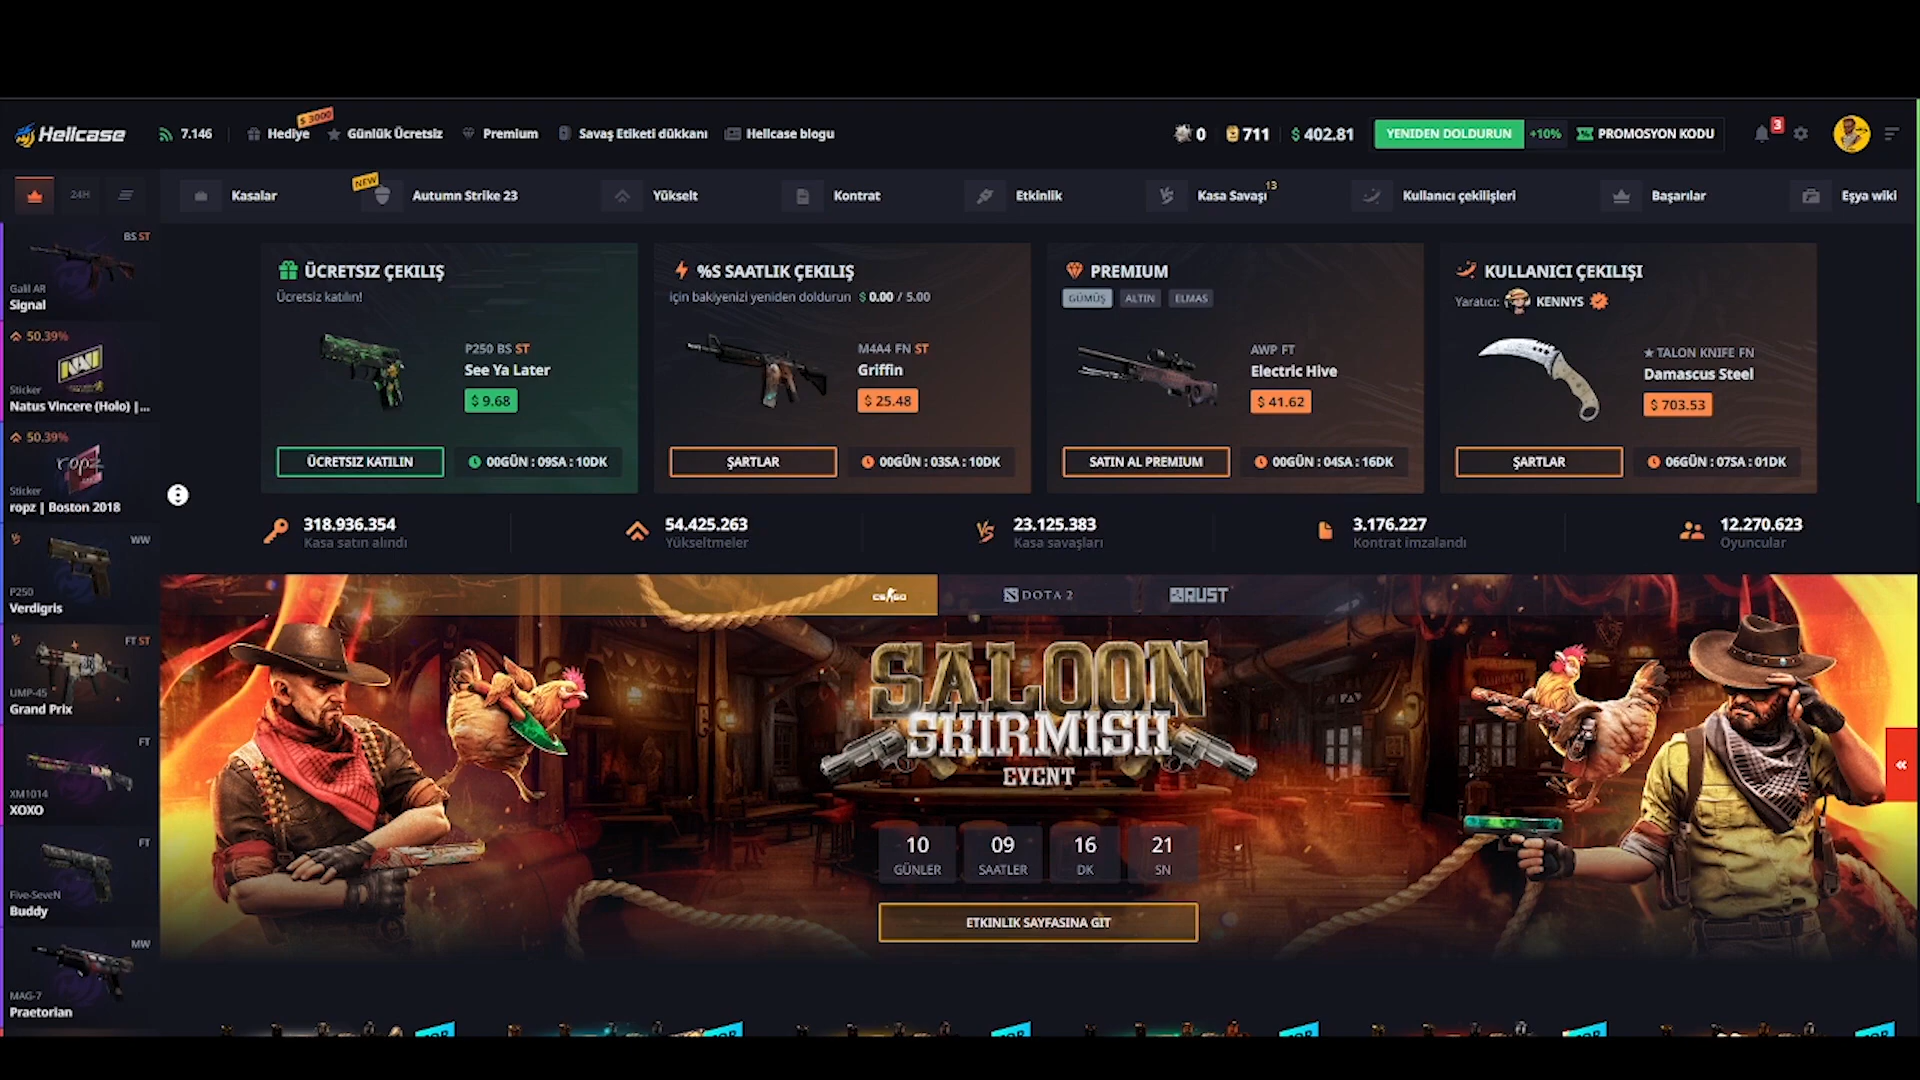 Hellcase
7.146
Hediye
$ 3000
Günlük Ücretsiz
Premium
Savaş Etiketi dükkanı
Hellcase blogu
0
711
$ 402.81
YENİDEN DOLDURUN
+10%
PROMOSYON KODU
3
24H
Kasalar
NEW
Autumn Strike 23
Yükselt
Kontrat
Etkinlik
Kasa Savaşı
13
Kullanıcı çekilişleri
Başarılar
Eşya wiki
BS ST
Galil AR
Signal
50.39%
Sticker
Natus Vincere (Holo) |...
50.39%
Sticker
ropz | Boston 2018
WW
P250
Verdigris
FT ST
UMP-45
Grand Prix
FT
XM1014
XOXO
FT
Five-SeveN
Buddy
MW
MAG-7
Praetorian
ÜCRETSIZ ÇEKILIŞ
Ücretsiz katılın!
P250 BS ST
See Ya Later
$ 9.68
ÜCRETSIZ KATILIN
00GÜN : 09SA : 10DK
%S SAATLIK ÇEKILIŞ
için bakiyenizi yeniden doldurun $ 0.00 / 5.00
M4A4 FN ST
Griffin
$ 25.48
ŞARTLAR
00GÜN : 03SA : 10DK
PREMIUM
GÜMÜŞ
ALTIN
ELMAS
AWP FT
Electric Hive
$ 41.62
SATIN AL PREMIUM
00GÜN : 04SA : 16DK
KULLANICI ÇEKILIŞI
Yaratıcı: KENNYS
★ TALON KNIFE FN
Damascus Steel
$ 703.53
ŞARTLAR
06GÜN : 07SA : 01DK
318.936.354
Kasa satın alındı
54.425.263
Yükseltmeler
23.125.383
Kasa savaşları
3.176.227
Kontrat imzalandı
12.270.623
Oyuncular
CS GO
DOTA 2
RUST
SALOON
SKIRMISH
EVENT
10
GÜNLER
09
SAATLER
16
DK
21
SN
ETKINLIK SAYFASINA GIT